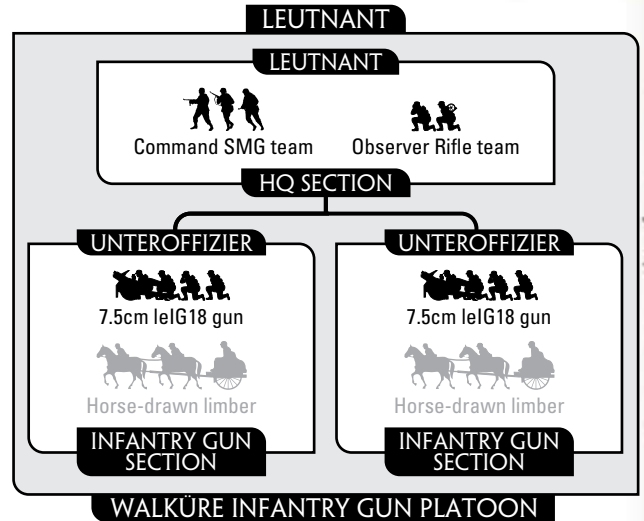 LEUTNANT
LEUTNANT
Command SMG team
Observer Rifle team
HQ SECTION
UNTEROFFIZIER
7.5cm leIG18 gun
Horse-drawn limber
INFANTRY GUN
SECTION
UNTEROFFIZIER
7.5cm leIG18 gun
Horse-drawn limber
INFANTRY GUN
SECTION
WALKÜRE INFANTRY GUN PLATOON